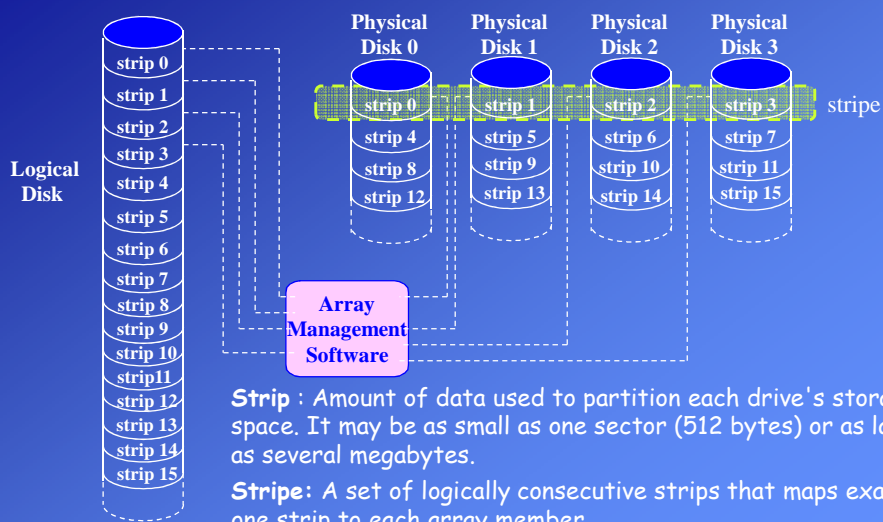 Logical
Disk
strip 0
strip 1
strip 2
strip 3
strip 4
strip 5
strip 6
strip 7
strip 8
strip 9
strip 10
strip11
strip 12
strip 13
strip 14
strip 15
Physical
Disk 0
strip 0
strip 4
strip 8
strip 12
Physical
Disk 1
strip 1
strip 5
strip 9
strip 13
Physical
Disk 2
strip 2
strip 6
strip 10
strip 14
Physical
Disk 3
strip 3
strip 7
strip 11
strip 15
stripe
Array
Management
Software
Strip : Amount of data used to partition each drive's
space. It may be as small as one sector (512 bytes) or as
as several megabytes.
Stripe: A set of logically consecutive strips that maps
one strip to each array member